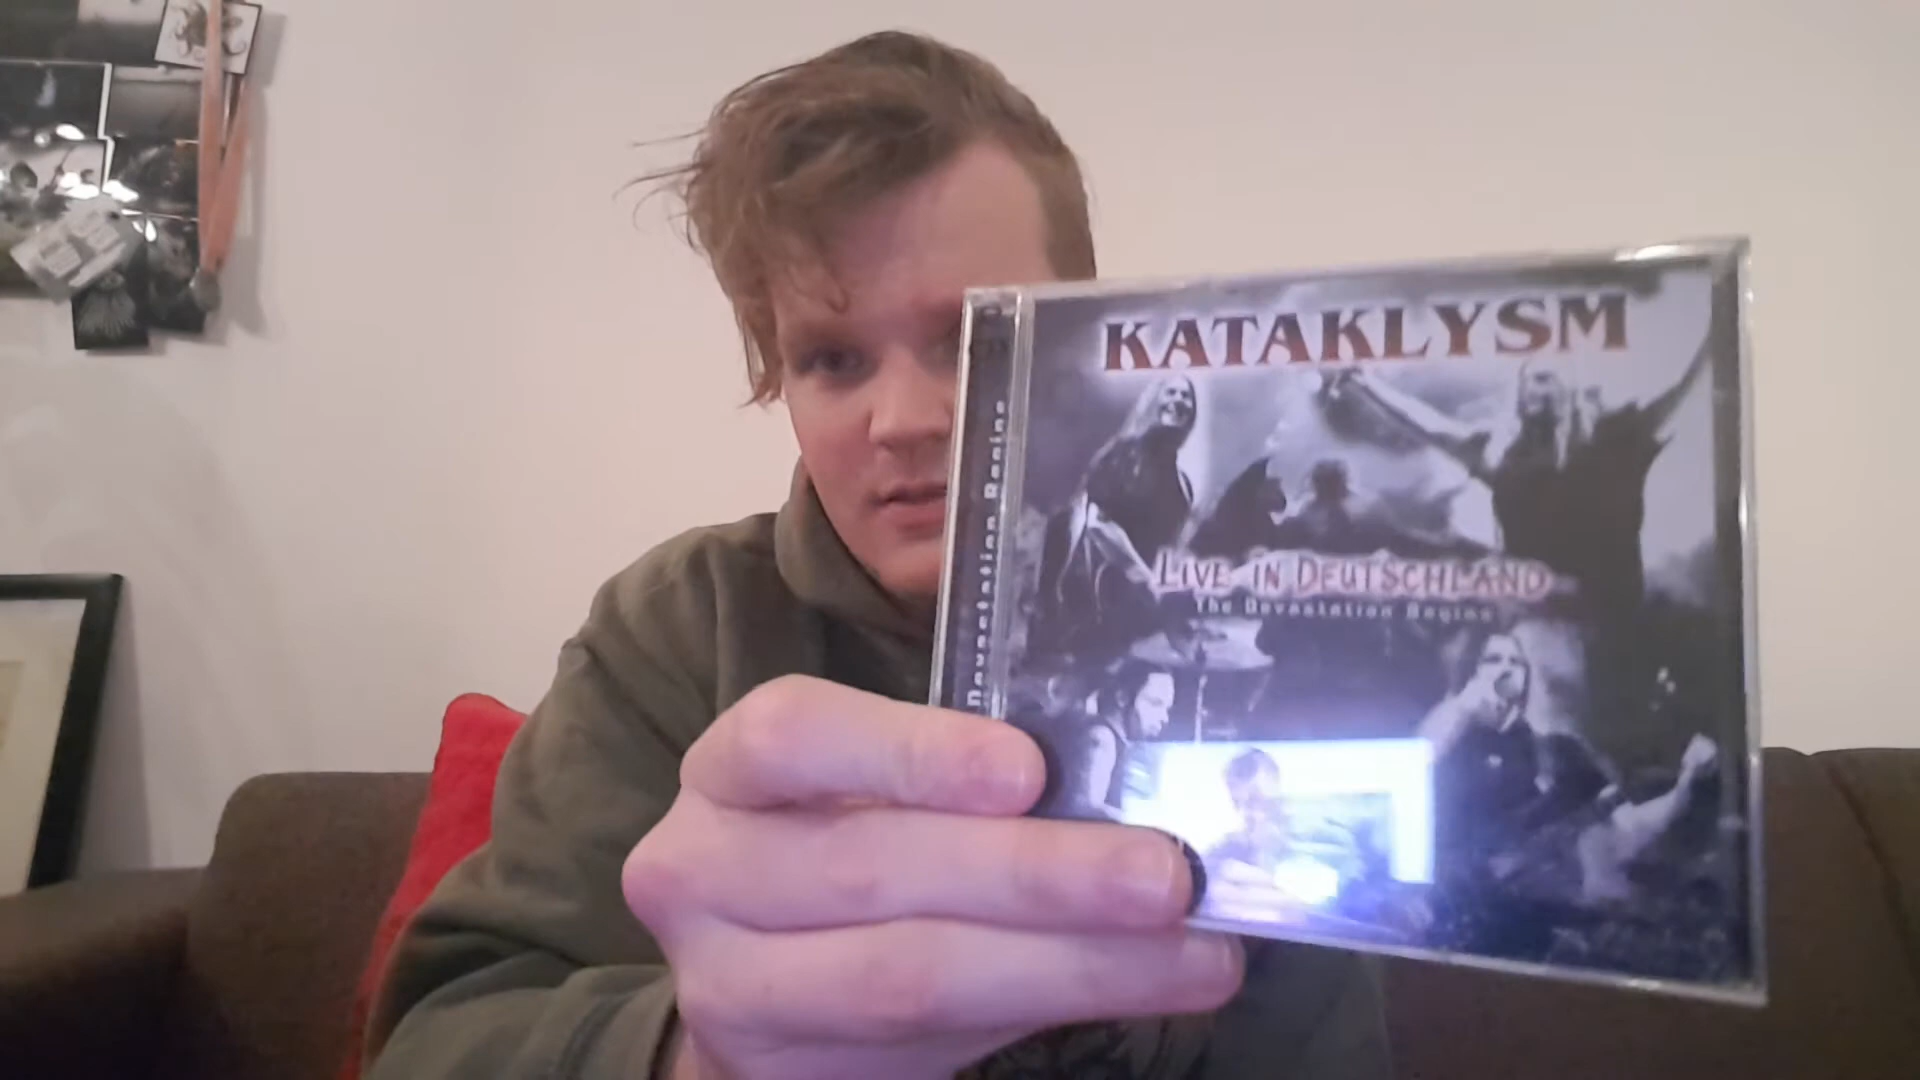 KATAKLYSM
LIVE IN DEUTSCHLAND
The Devastation Begins
Devastation Begins